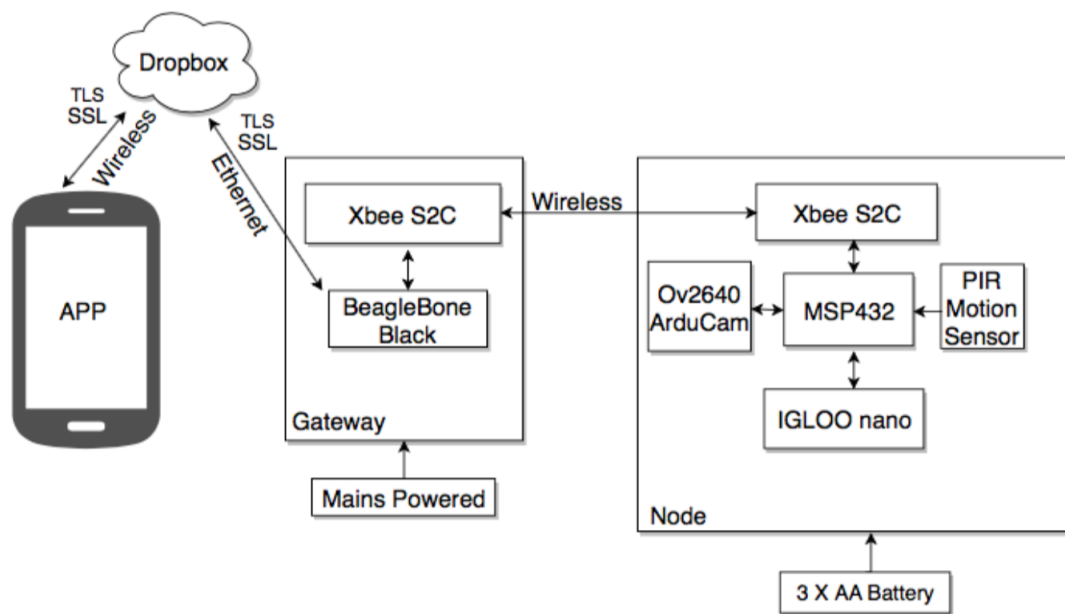 Dropbox
TLS
SSL
Wireless
TLS
SSL
Ethernet
APP
Xbee S2C
BeagleBone
Black
Gateway
Mains Powered
Wireless
Xbee S2C
Ov2640
ArduCam
MSP432
PIR
Motion
Sensor
IGLOO nano
Node
3 X AA Battery